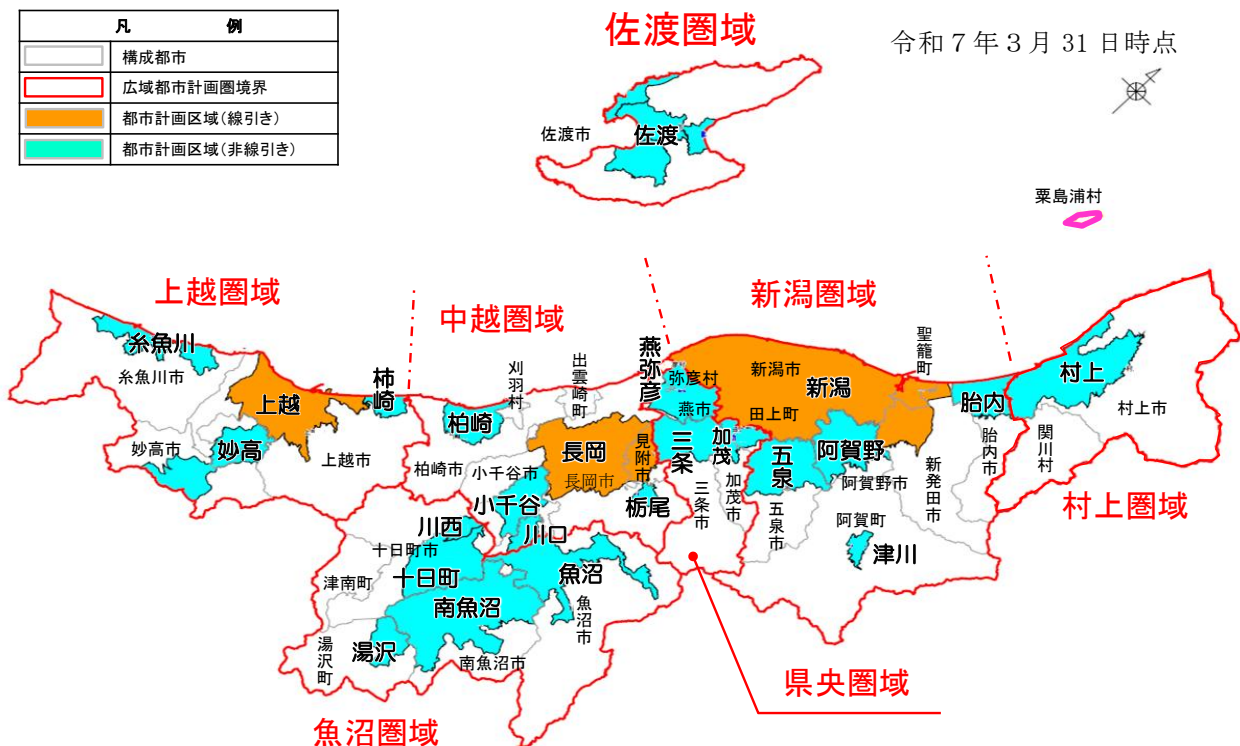 凡 例
構成都市
広域都市計画圏境界
都市計画区域(線引き)
都市計画区域(非線引き)
佐渡圏域
令和７年３月 31 日時点
佐渡市
佐渡
粟島浦村
上越圏域
中越圏域
新潟圏域
糸魚川
糸魚川市
上越
柿崎
妙高市
妙高
上越市
柏崎
柏崎市
刈羽村
出雲崎町
燕弥彦
弥彦村
燕市
新潟市
新潟
聖籠町
田上町
胎内
村上
村上市
長岡
長岡市
見附市
三条
加茂
五泉
阿賀野
阿賀野市
胎内市
関川村
小千谷市
小千谷
川口
栃尾
三条市
加茂市
五泉市
阿賀町
新発田市
村上圏域
川西
十日町市
十日町
津南町
魚沼
魚沼市
津川
南魚沼
湯沢
湯沢町
南魚沼市
県央圏域
魚沼圏域